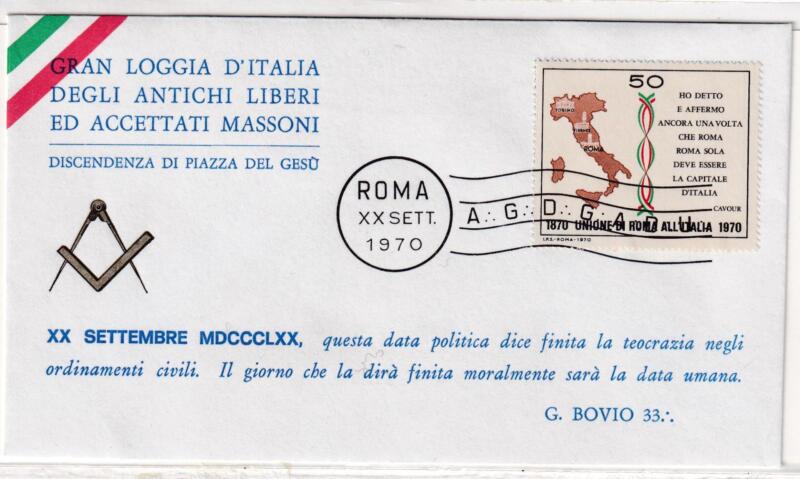 GRAN LOGGIA D'ITALIA
DEGLI ANTICHI LIBERI
ED ACCETTATI MASSONI
DISCENDENZA DI PIAZZA DEL GESÙ
ROMA
XX SETT.
1970
A∴G∴D∴G∴A∴D∴U∴
50
HO DETTO
E AFFERMO
ANCORA UNA VOLTA
CHE ROMA
ROMA SOLA
DEVE ESSERE
LA CAPITALE
D'ITALIA
CAVOUR
TORINO
FIRENZE
ROMA
1870 UNIONE DI ROMA ALL'ITALIA 1970
I.P.S.-ROMA-1970
XX SETTEMBRE MDCCCLXX, questa data politica dice finita la teocrazia negli
ordinamenti civili. Il giorno che la dirà finita moralmente sarà la data umana.
G. BOVIO 33∴